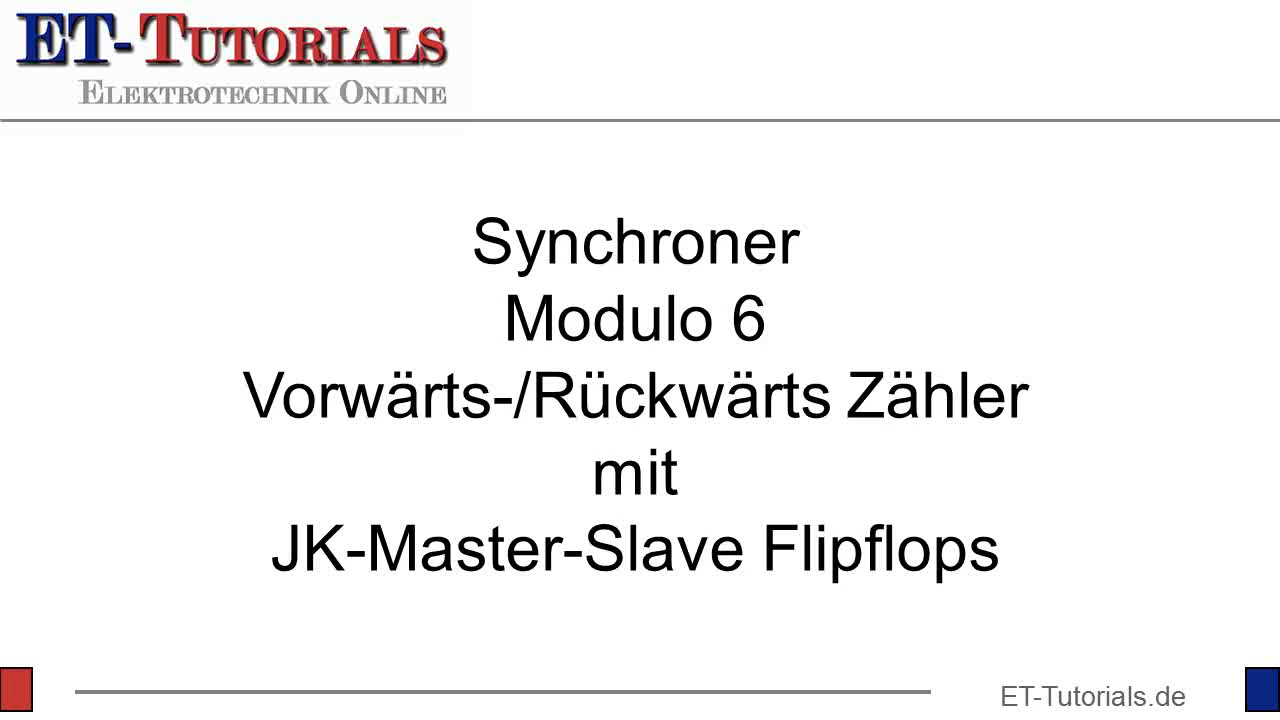 ET-TUTORIALS
ELEKTROTECHNIK ONLINE
Synchroner
Modulo 6
Vorwärts-/Rückwärts Zähler
mit
JK-Master-Slave Flipflops
ET-Tutorials.de